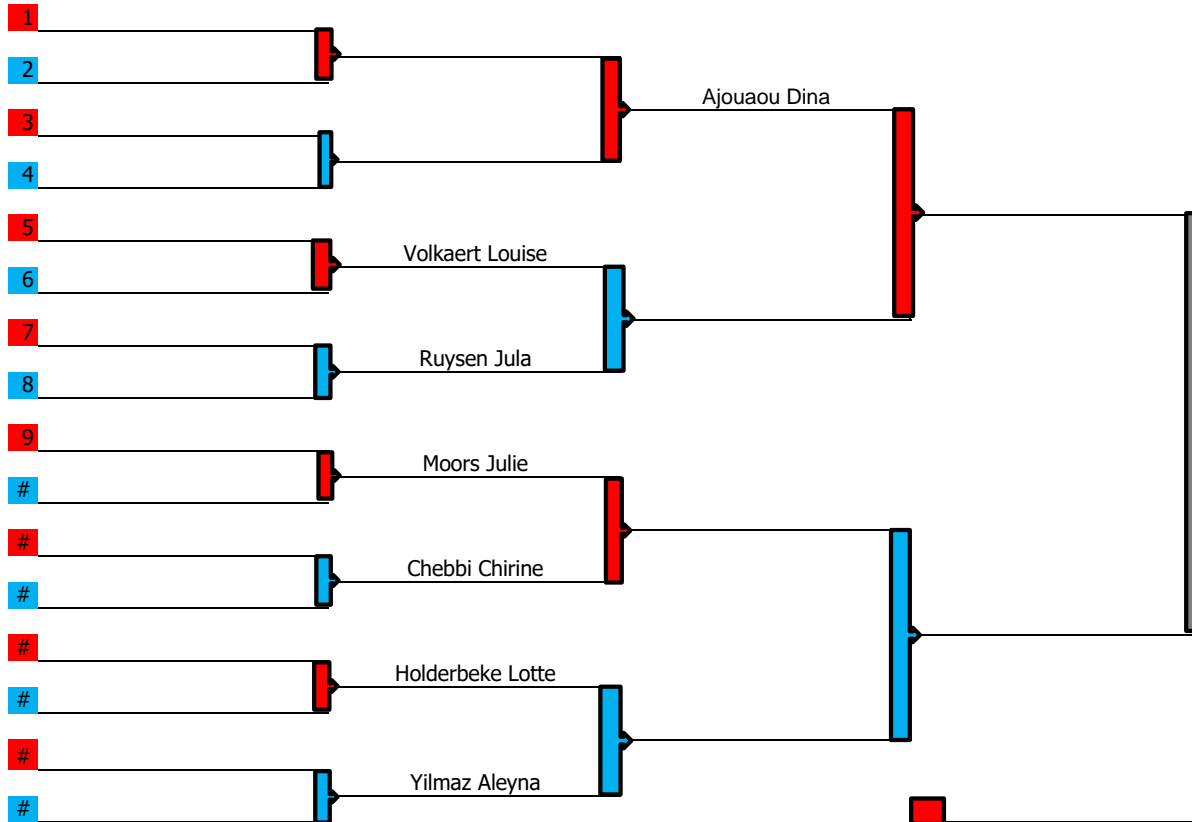 1
2
Ajouaou Dina
3
4
5
Volkaert Louise
6
7
Ruysen Jula
8
9
Moors Julie
#
#
Chebbi Chirine
#
#
Holderbeke Lotte
#
#
Yilmaz Aleyna
#